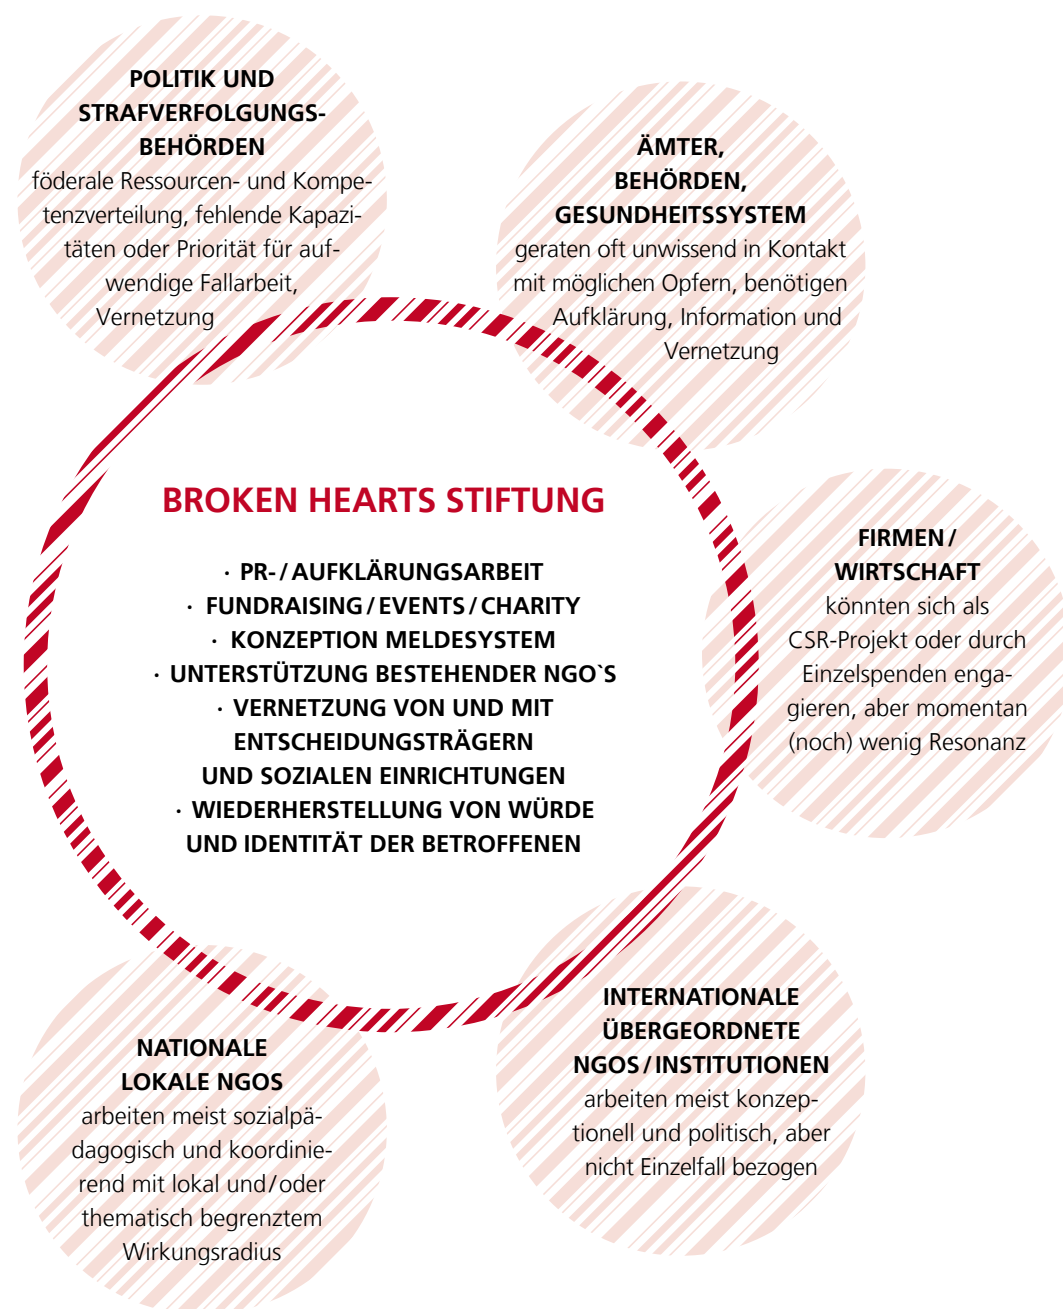 POLITIK UND
STRAFVERFOLGUNGS-
BEHÖRDEN
föderale Ressourcen- und Kompe-
tenzverteilung, fehlende Kapazi-
täten oder Priorität für auf-
wendige Fallarbeit,
Vernetzung
ÄMTER,
BEHÖRDEN,
GESUNDHEITSSYSTEM
geraten oft unwissend in Kontakt
mit möglichen Opfern, benötigen
Aufklärung, Information und
Vernetzung
BROKEN HEARTS STIFTUNG
· PR-/AUFKLÄRUNGSARBEIT
· FUNDRAISING/EVENTS/CHARITY
· KONZEPTION MELDESYSTEM
· UNTERSTÜTZUNG BESTEHENDER NGO`S
· VERNETZUNG VON UND MIT
ENTSCHEIDUNGSTRÄGERN
UND SOZIALEN EINRICHTUNGEN
· WIEDERHERSTELLUNG VON WÜRDE
UND IDENTITÄT DER BETROFFENEN
FIRMEN/
WIRTSCHAFT
könnten sich als
CSR-Projekt oder durch
Einzelspenden enga-
gieren, aber momentan
(noch) wenig Resonanz
INTERNATIONALE
ÜBERGEORDNETE
NGOS/INSTITUTIONEN
arbeiten meist konzep-
tionell und politisch, aber
nicht Einzelfall bezogen
NATIONALE
LOKALE NGOS
arbeiten meist sozialpä-
dagogisch und koordinie-
rend mit lokal und/oder
thematisch begrenztem
Wirkungsradius